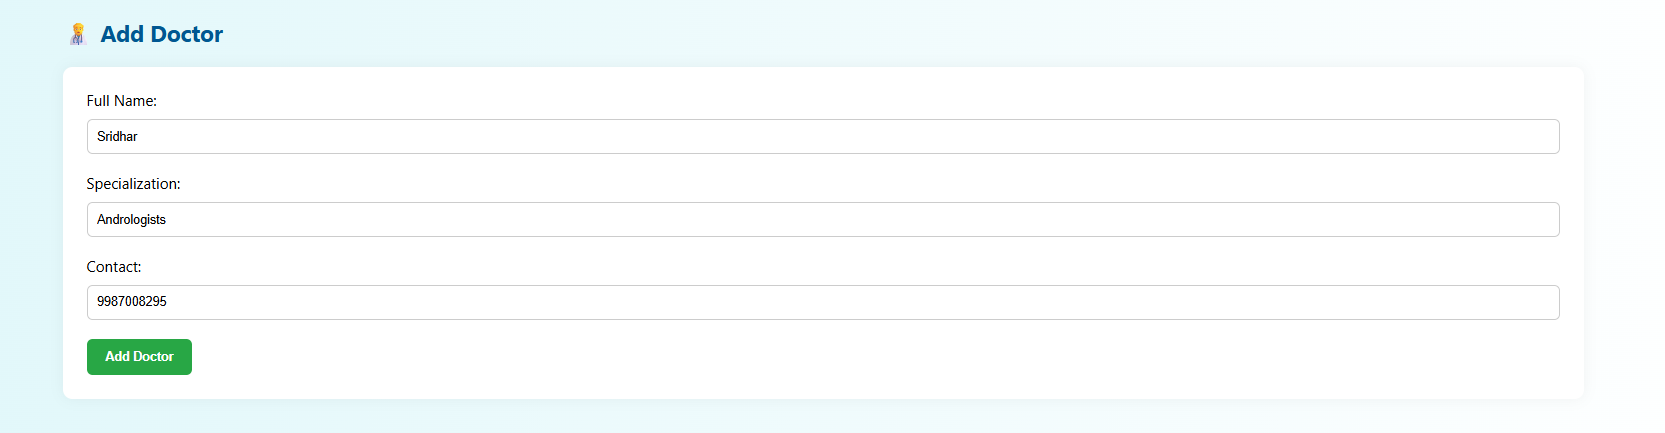 Add Doctor
Full Name:
Sridhar
Specialization:
Andrologists
Contact:
9987008295
Add Doctor